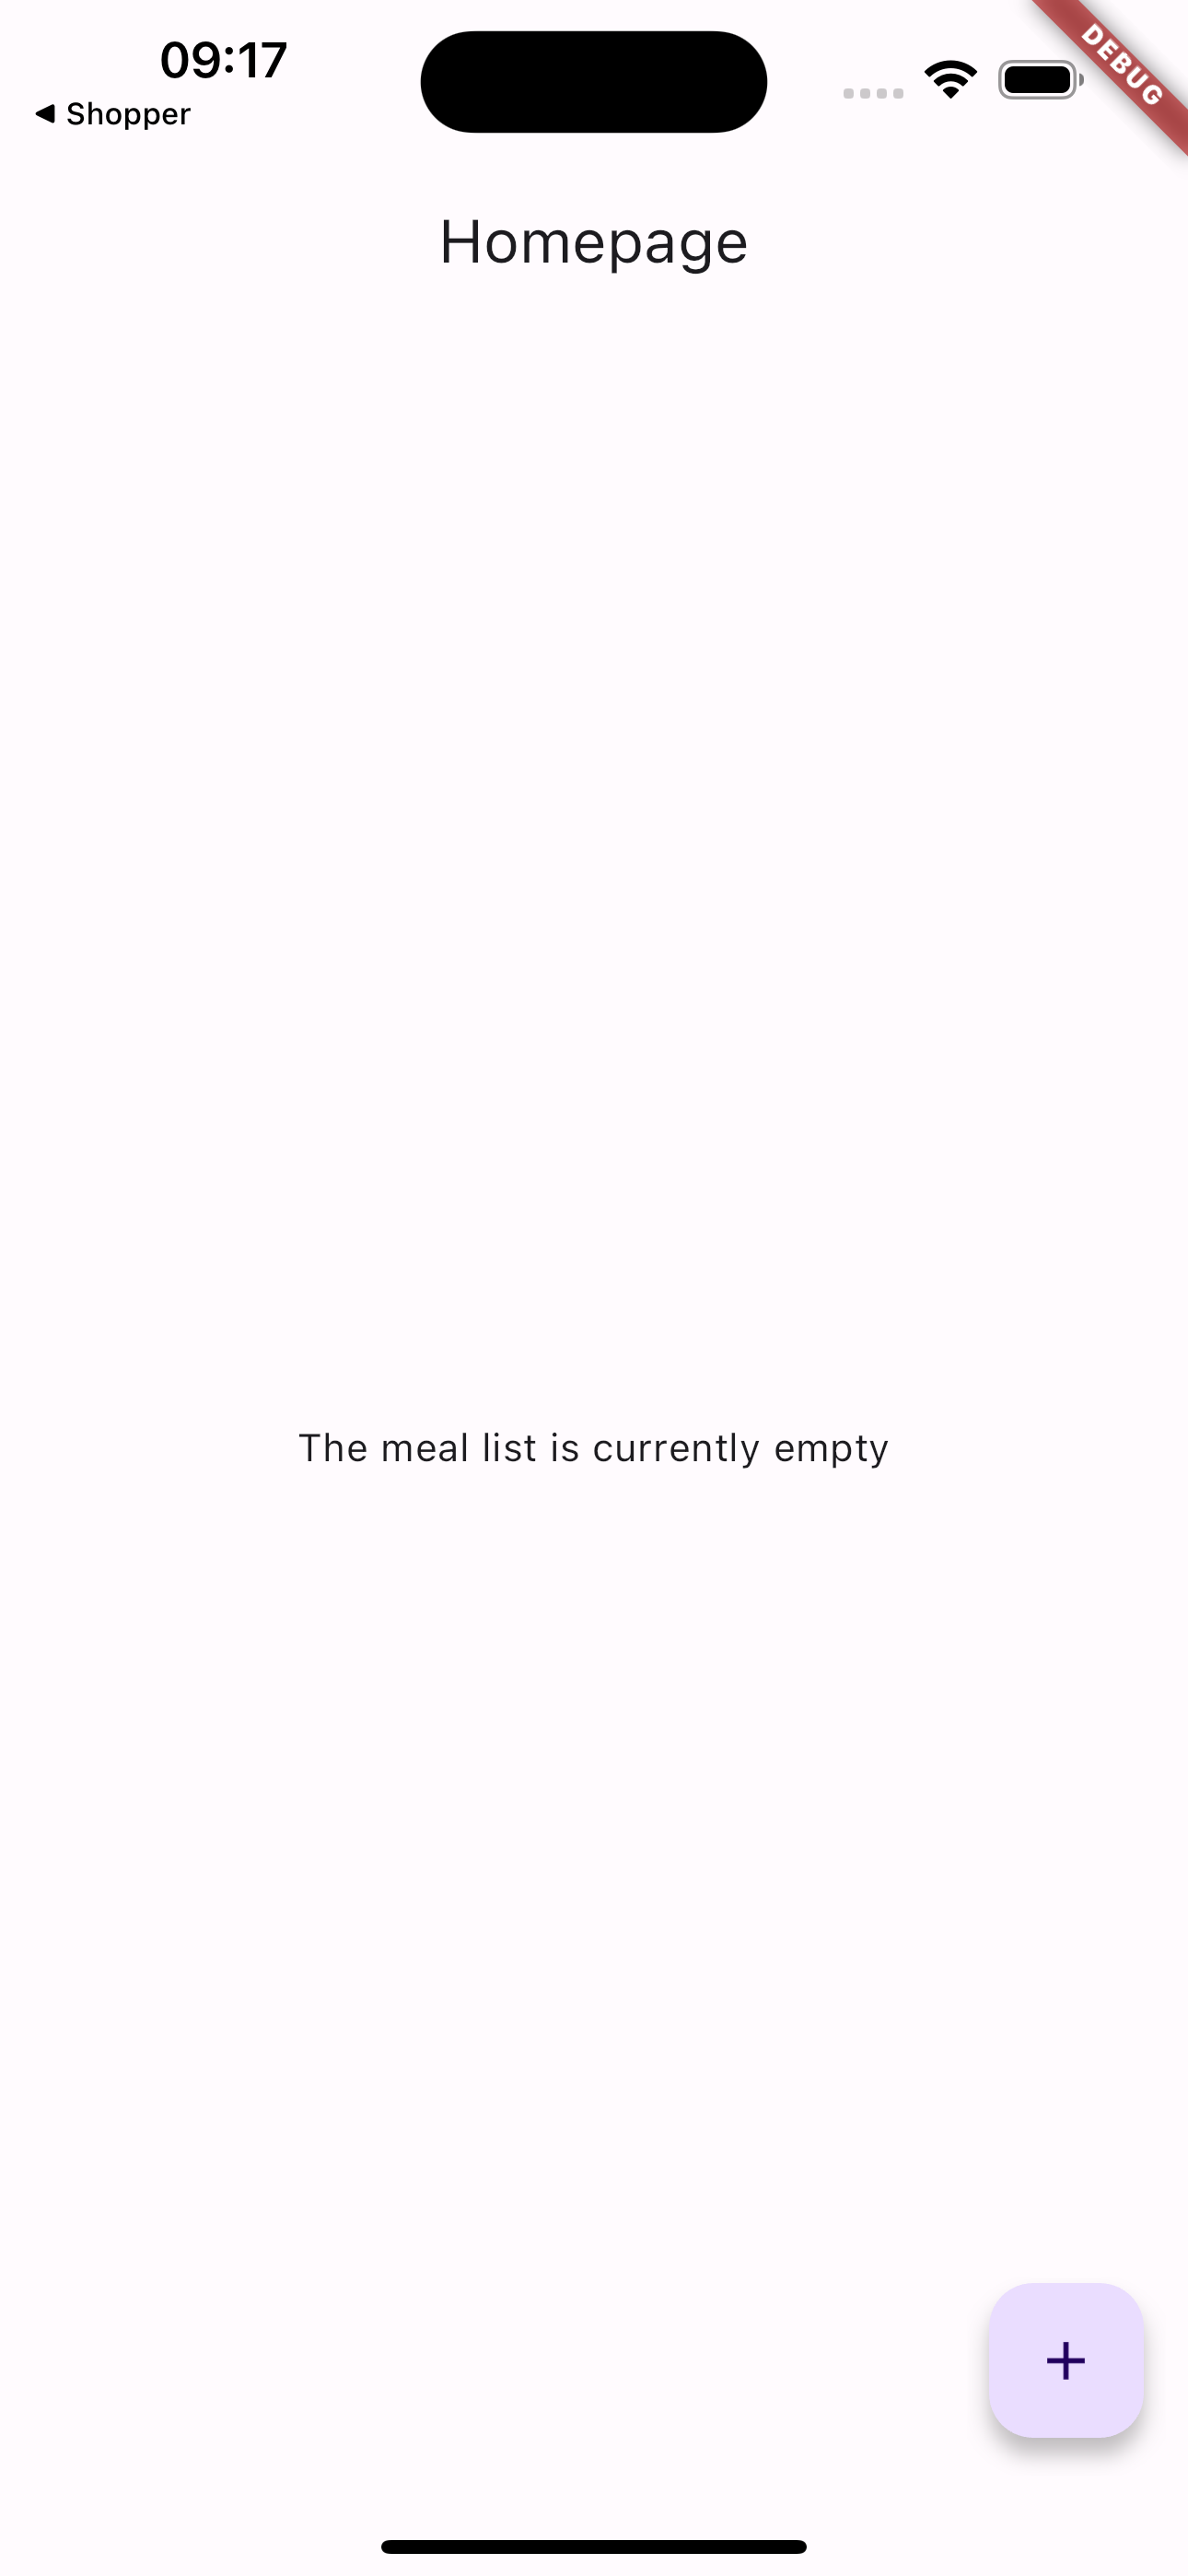 09:17
◀ Shopper
DEBUG
Homepage
The meal list is currently empty
+